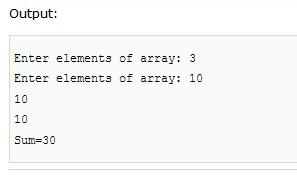 Output:
Enter elements of array: 3
Enter elements of array: 10
10
10
Sum=30